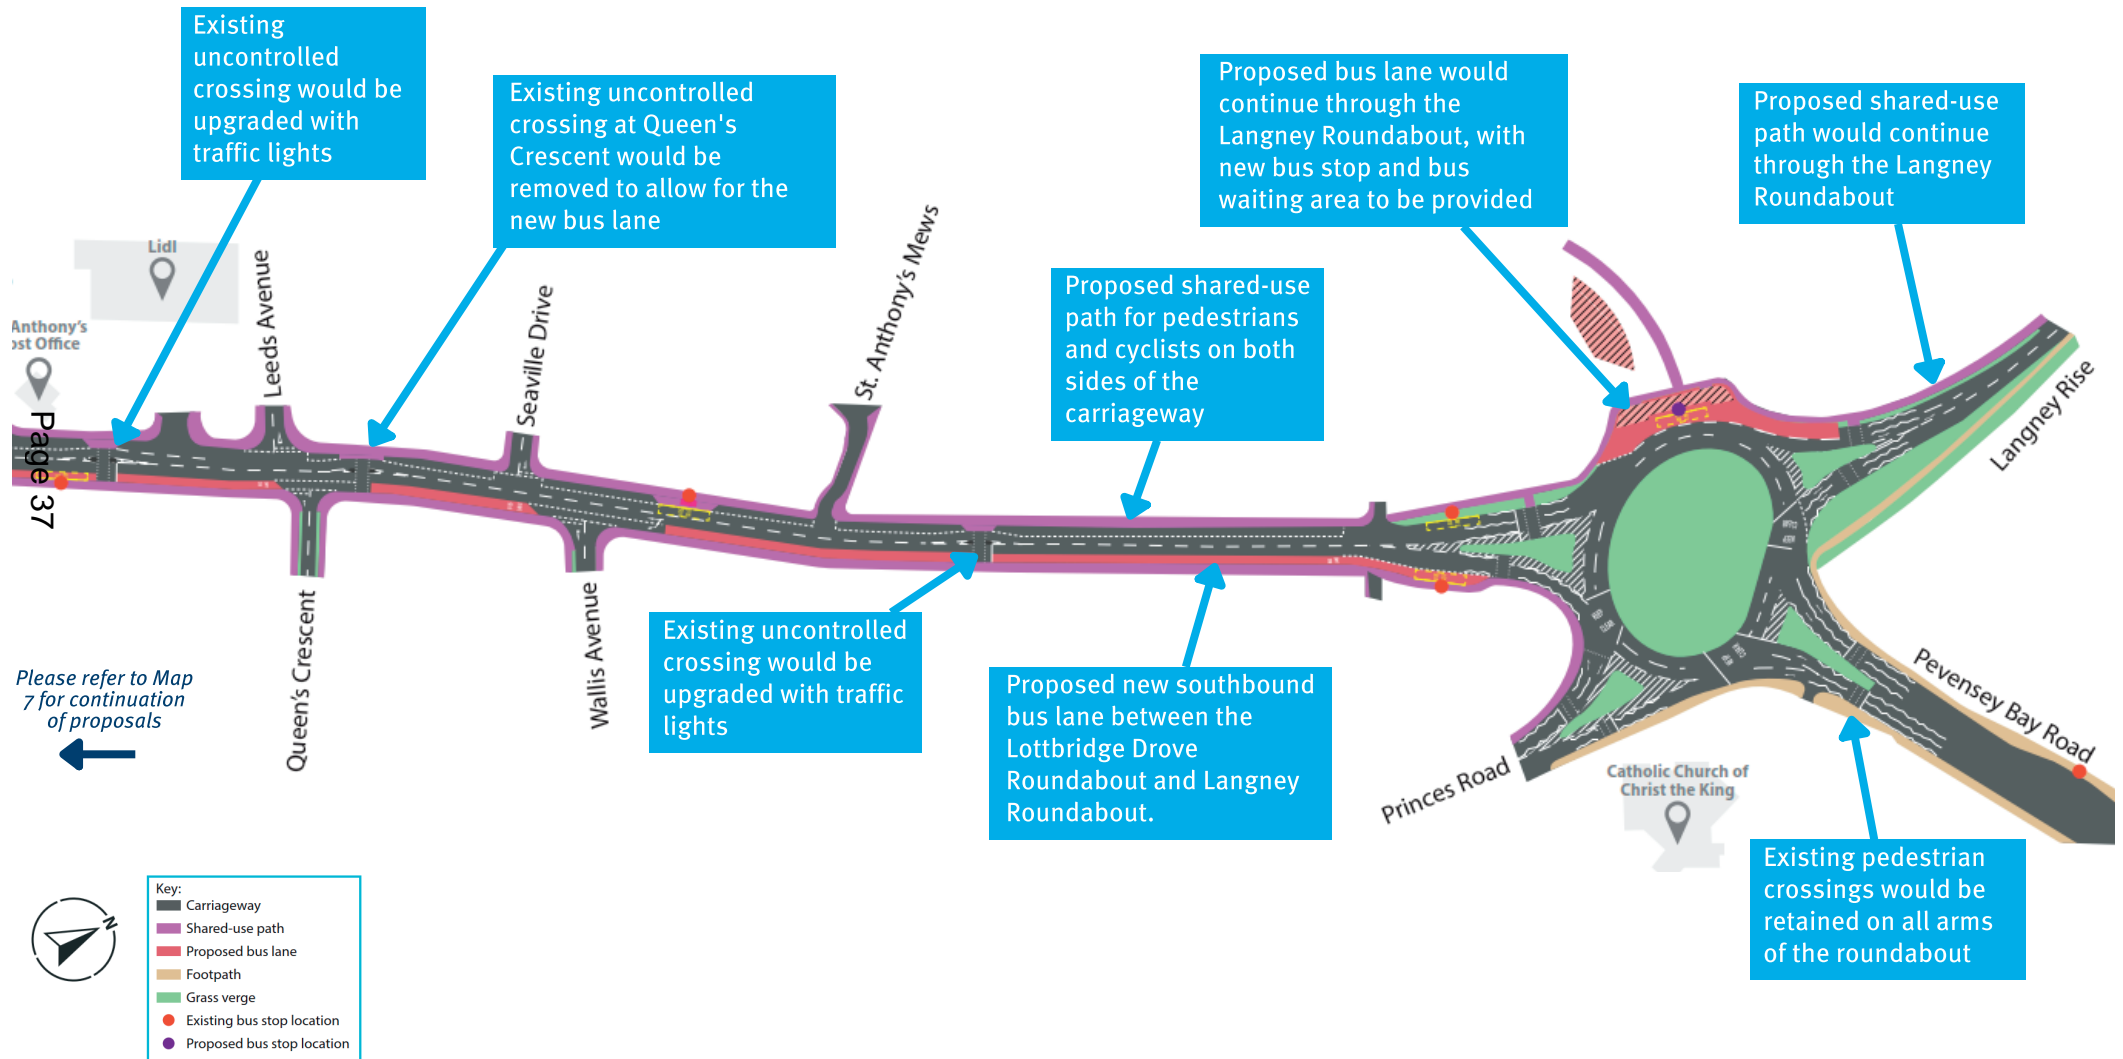 Existing
uncontrolled
crossing would be
upgraded with
traffic lights
Existing uncontrolled
crossing at Queen's
Crescent would be
removed to allow for the
new bus lane
Proposed bus lane would
continue through the
Langney Roundabout, with
new bus stop and bus
waiting area to be provided
Proposed shared-use
path would continue
through the Langney
Roundabout
Proposed shared-use
path for pedestrians
and cyclists on both
sides of the
carriageway
Lidl
Anthony's
ost Office
Leeds Avenue
Seaville Drive
St. Anthony's Mews
Langney Rise
Page 37
Queen's Crescent
Wallis Avenue
Existing uncontrolled
crossing would be
upgraded with traffic
lights
Proposed new southbound
bus lane between the
Lottbridge Drove
Roundabout and Langney
Roundabout.
Princes Road
Pevensey Bay Road
Catholic Church of
Christ the King
Existing pedestrian
crossings would be
retained on all arms
of the roundabout
Please refer to Map
7 for continuation
of proposals
N
Key:
Carriageway
Shared-use path
Proposed bus lane
Footpath
Grass verge
Existing bus stop location
Proposed bus stop location